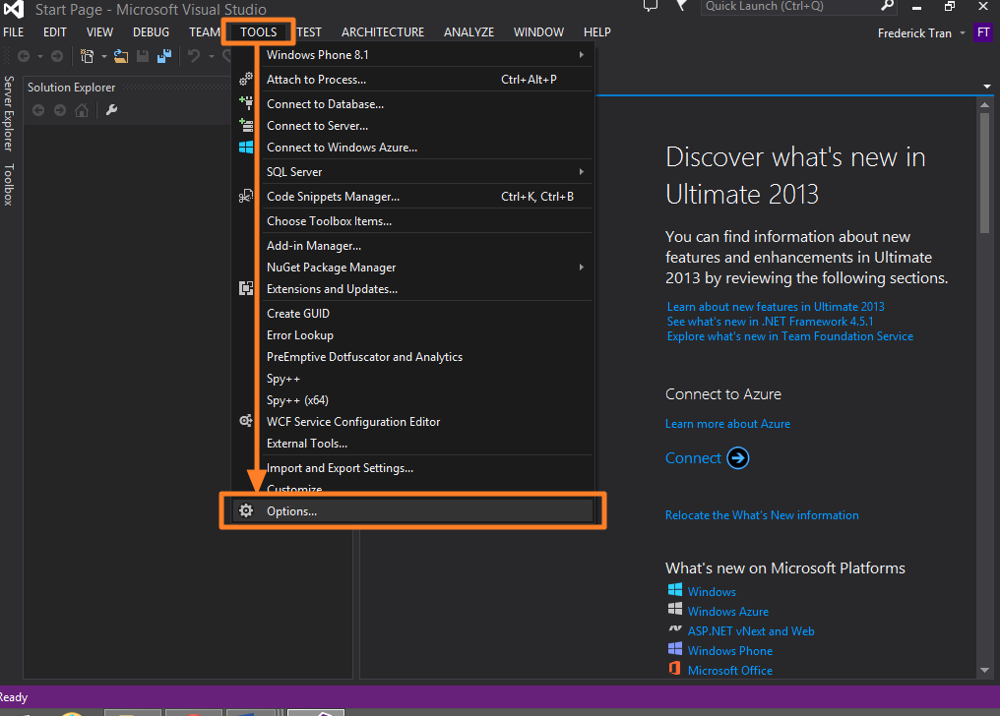 Start Page - Microsoft Visual Studio
Quick Launch (Ctrl+Q)
FILE EDIT VIEW DEBUG TEAM TOOLS TEST ARCHITECTURE ANALYZE WINDOW HELP
Frederick Tran FT
Server Explorer
Toolbox
Solution Explorer
Windows Phone 8.1
Attach to Process... Ctrl+Alt+P
Connect to Database...
Connect to Server...
Connect to Windows Azure...
SQL Server
Code Snippets Manager... Ctrl+K, Ctrl+B
Choose Toolbox Items...
Add-in Manager...
NuGet Package Manager
Extensions and Updates...
Create GUID
Error Lookup
PreEmptive Dotfuscator and Analytics
Spy++
Spy++ (x64)
WCF Service Configuration Editor
External Tools...
Import and Export Settings...
Customize
Options...
Discover what's new in
Ultimate 2013
You can find information about new
features and enhancements in Ultimate
2013 by reviewing the following sections.
Learn about new features in Ultimate 2013
See what's new in .NET Framework 4.5.1
Explore what's new in Team Foundation Service
Connect to Azure
Learn more about Azure
Connect
Relocate the What's New information
What's new on Microsoft Platforms
Windows
Windows Azure
ASP.NET vNext and Web
Windows Phone
Microsoft Office
Ready